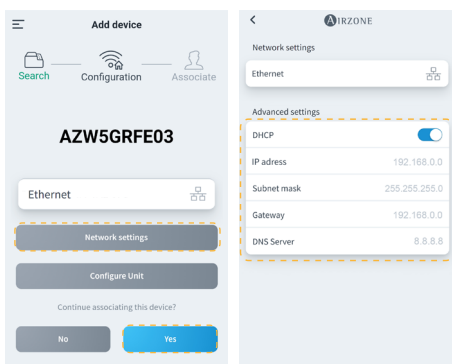 Add device
Search Configuration Associate
AZW5GRFE03
Ethernet
Network settings
Configure Unit
Continue associating this device?
No Yes
AIRZONE
Network settings
Ethernet
Advanced settings
DHCP
IP adress 192.168.0.0
Subnet mask 255.255.255.0
Gateway 192.168.0.0
DNS Server 8.8.8.8